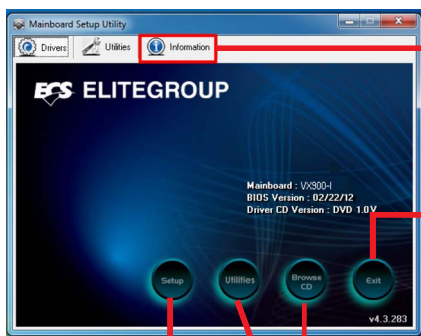 Mainboard Setup Utility
Drivers Utilities Information
ECS ELITEGROUP
Mainboard : VX900-I
BIOS Version : 02/22/12
Driver CD Version : DVD 1.0V
Setup Utilities Browse CD Exit
v4.3.283